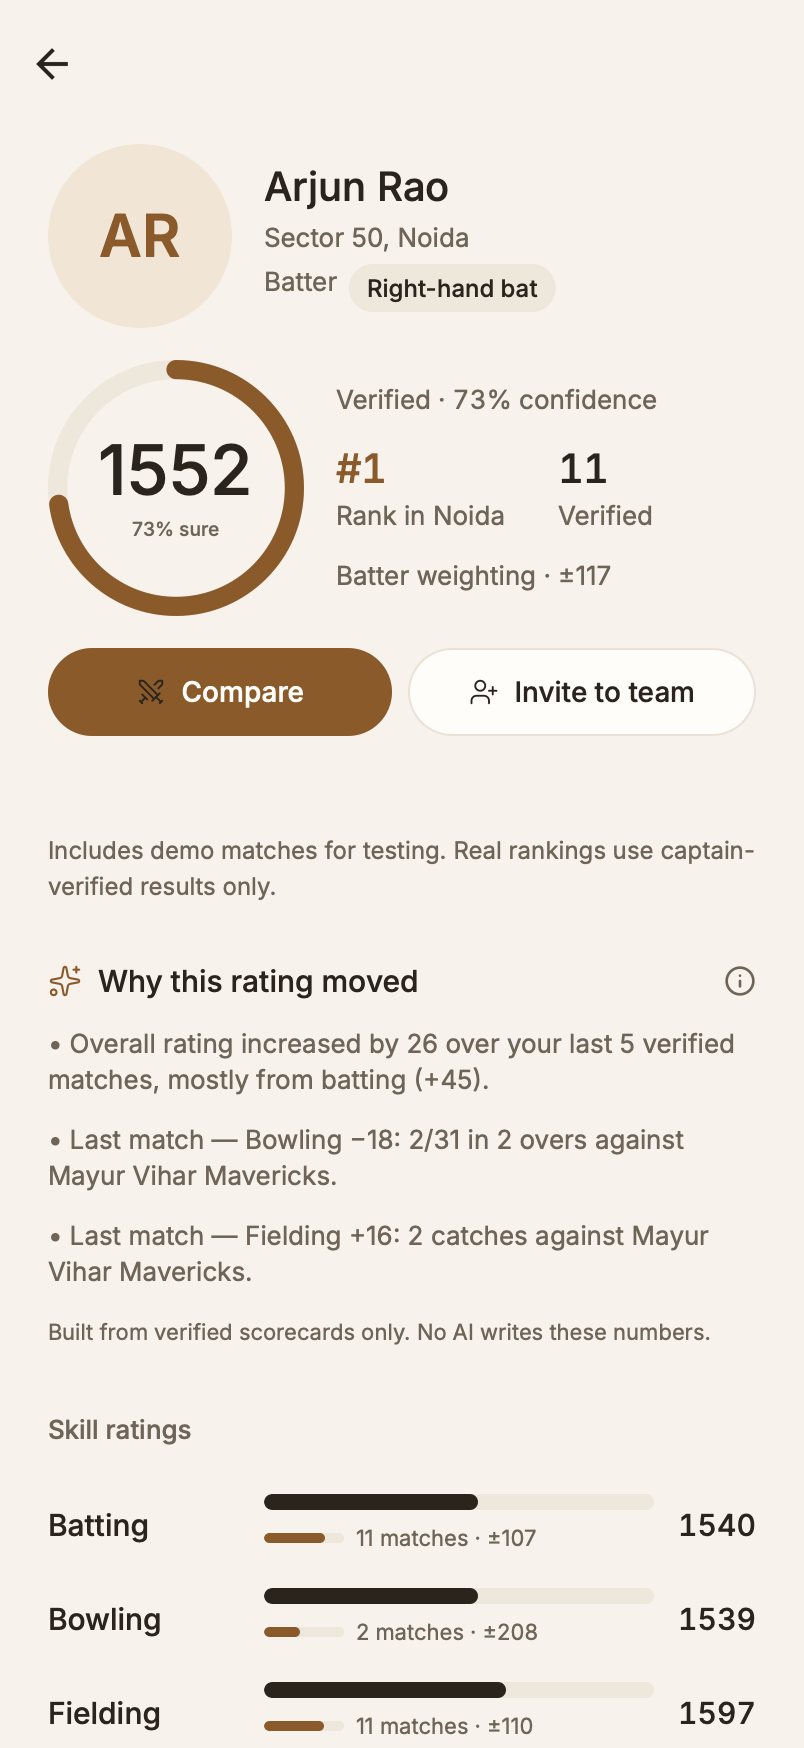 AR
Arjun Rao
Sector 50, Noida
Batter Right-hand bat
1552
73% sure
Verified · 73% confidence
#1 11
Rank in Noida Verified
Batter weighting · ±117
Compare Invite to team
Includes demo matches for testing. Real rankings use captain-
verified results only.
Why this rating moved
• Overall rating increased by 26 over your last 5 verified
matches, mostly from batting (+45).
• Last match — Bowling −18: 2/31 in 2 overs against
Mayur Vihar Mavericks.
• Last match — Fielding +16: 2 catches against Mayur
Vihar Mavericks.
Built from verified scorecards only. No AI writes these numbers.
Skill ratings
Batting 1540
11 matches · ±107
Bowling 1539
2 matches · ±208
Fielding 1597
11 matches · ±110